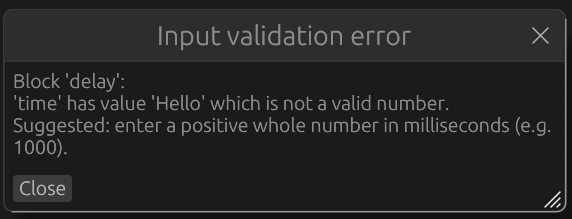 Input validation error
Block 'delay':
'time' has value 'Hello' which is not a valid number.
Suggested: enter a positive whole number in milliseconds (e.g.
1000).
Close